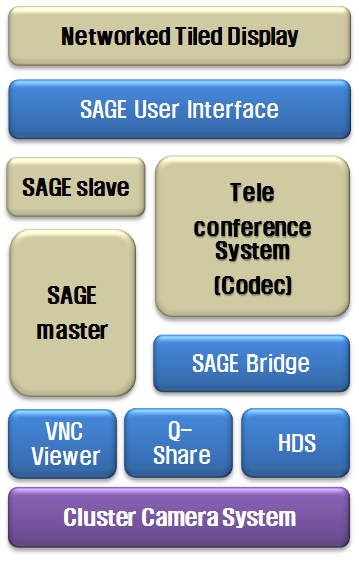 Networked Tiled Display
SAGE User Interface
SAGE slave
Tele
conference
System
(Codec)
SAGE
master
SAGE Bridge
VNC
Viewer
Q-
Share
HDS
Cluster Camera System